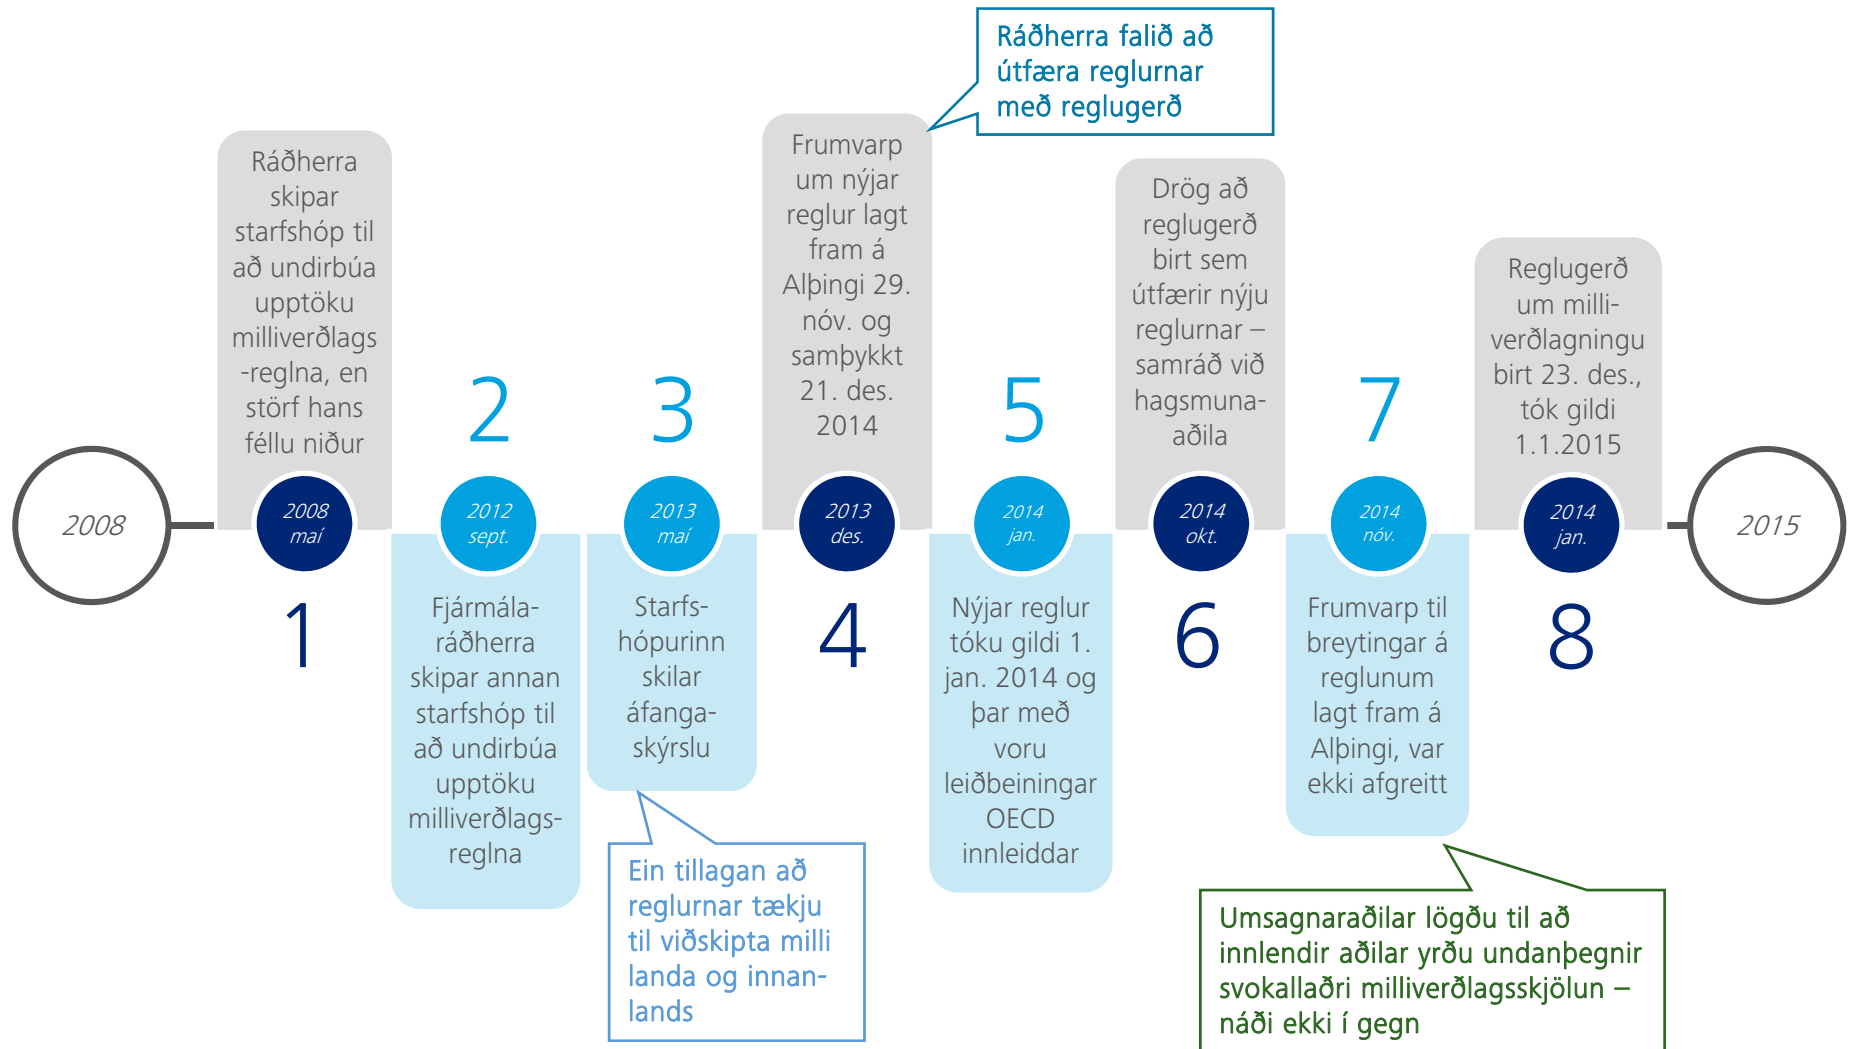 2008
Ráðherra
skipar
starfshóp til
að undirbúa
upptöku
milliverðlags
-reglna, en
störf hans
féllu niður
2008
maí
1
2
2012
sept.
Fjármála-
ráðherra
skipar annan
starfshóp til
að undirbúa
upptöku
milliverðlags-
reglna
3
2013
maí
Starfs-
hópurinn
skilar
áfanga-
skýrslu
Ein tillagan að
reglurnar tækju
til viðskipta milli
landa og innan-
lands
Ráðherra falið að
útfæra reglurnar
með reglugerð
Frumvarp
um nýjar
reglur lagt
fram á
Alþingi 29.
nóv. og
samþykkt
21. des.
2014
2013
des.
4
5
2014
jan.
Nýjar reglur
tóku gildi 1.
jan. 2014 og
þar með
voru
leiðbeiningar
OECD
innleiddar
Drög að
reglugerð
birt sem
útfærir nýju
reglurnar –
samráð við
hagsmuna-
aðila
2014
okt.
6
7
2014
nóv.
Frumvarp til
breytingar á
reglunum
lagt fram á
Alþingi, var
ekki afgreitt
Umsagnaraðilar lögðu til að
innlendir aðilar yrðu undanþegnir
svokallaðri milliverðlagsskjölun –
náði ekki í gegn
Reglugerð
um milli-
verðlagningu
birt 23. des.,
tók gildi
1.1.2015
2014
jan.
8
2015